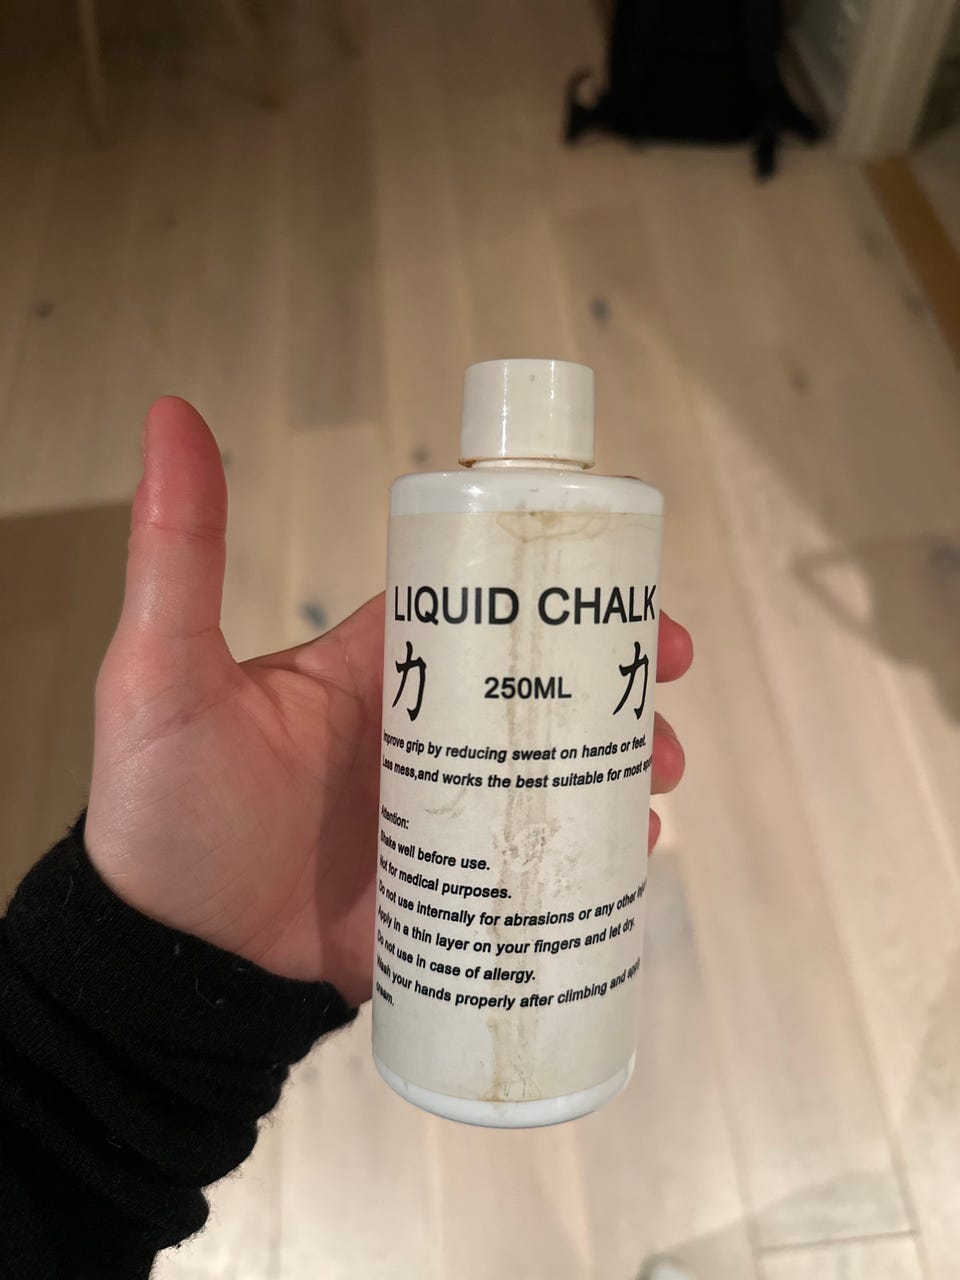 LIQUID CHALK
力 250ML 力
Improve grip by reducing sweat on hands or feet.
Less mess,and works the best suitable for most
Attention:
Shake well before use.
Not for medical purposes.
Do not use internally for abrasions or any other
Apply in a thin layer on your fingers and let dry.
Do not use in case of allergy.
Wash your hands properly after climbing and apply
cream.